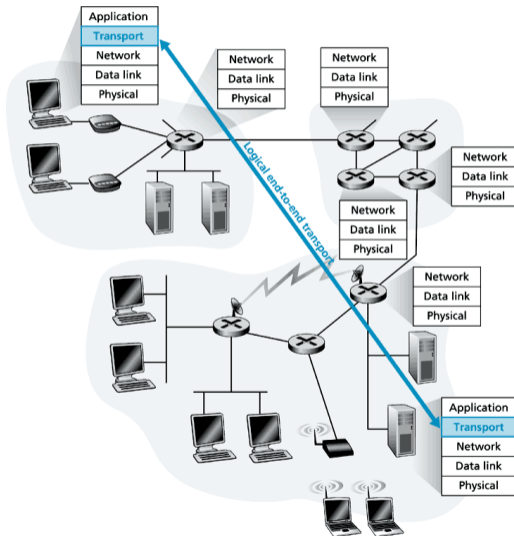 Application
Transport
Network
Data link
Physical
Network
Data link
Physical
Network
Data link
Physical
Network
Data link
Physical
Logical end-to-end transport
Network
Data link
Physical
Network
Data link
Physical
Application
Transport
Network
Data link
Physical